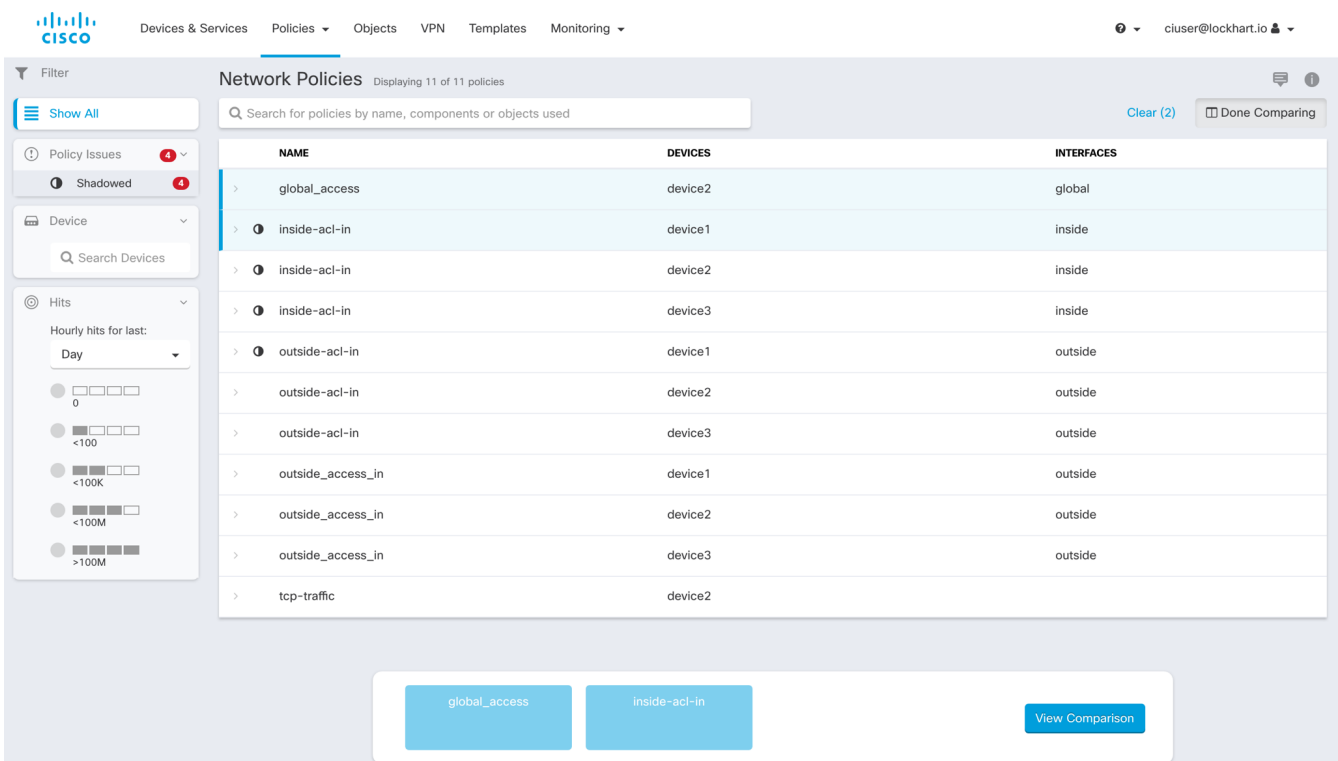 CISCO
Devices & Services Policies Objects VPN Templates Monitoring ciuser@lockhart.io
Filter
Show All
Policy Issues 4
Shadowed 4
Device
Search Devices
Hits
Hourly hits for last:
Day
0
<100
<100K
<100M
>100M
Network Policies Displaying 11 of 11 policies
Search for policies by name, components or objects used Clear (2) Done Comparing
NAME DEVICES INTERFACES
global_access device2 global
inside-acl-in device1 inside
inside-acl-in device2 inside
inside-acl-in device3 inside
outside-acl-in device1 outside
outside-acl-in device2 outside
outside-acl-in device3 outside
outside_access_in device1 outside
outside_access_in device2 outside
outside_access_in device3 outside
tcp-traffic device2
global_access inside-acl-in View Comparison